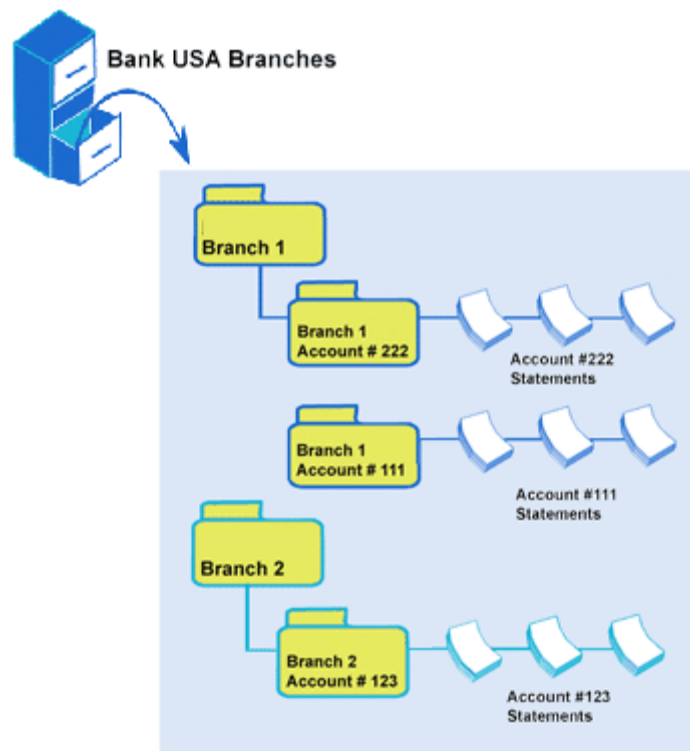 Bank USA Branches
Branch 1
Branch 1
Account # 222
Account #222
Statements
Branch 1
Account # 111
Account #111
Statements
Branch 2
Branch 2
Account # 123
Account #123
Statements